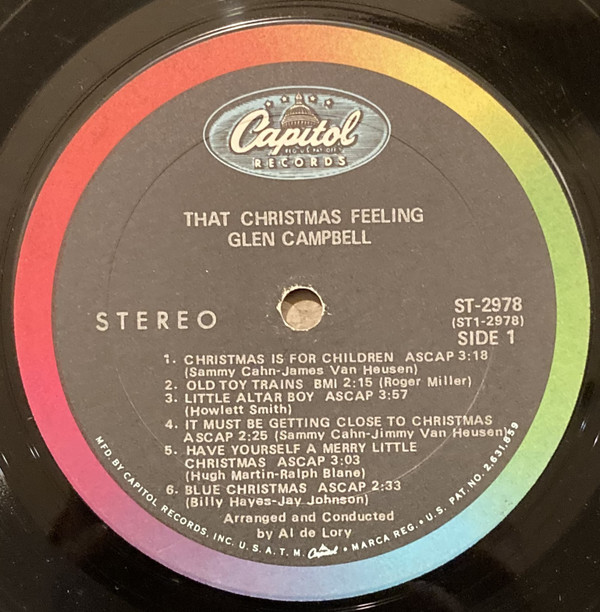 Capitol
REG. U.S. PAT. OFF.
RECORDS
THAT CHRISTMAS FEELING
GLEN CAMPBELL
STEREO
ST-2978
(ST1-2978)
SIDE 1
1. CHRISTMAS IS FOR CHILDREN ASCAP 3:18
(Sammy Cahn-James Van Heusen)
2. OLD TOY TRAINS BMI 2:15 (Roger Miller)
3. LITTLE ALTAR BOY ASCAP 3:57
(Howlett Smith)
4. IT MUST BE GETTING CLOSE TO CHRISTMAS
ASCAP 2:25 (Sammy Cahn-Jimmy Van Heusen)
5. HAVE YOURSELF A MERRY LITTLE
CHRISTMAS ASCAP 3:03
(Hugh Martin-Ralph Blane)
6. BLUE CHRISTMAS ASCAP 2:33
(Billy Hayes-Jay Johnson)
Arranged and Conducted
by Al de Lory
MFD. BY CAPITOL RECORDS, INC. U.S.A. T.M. Capitol • MARCA REG. • U.S. PAT. NO. 2,631,859